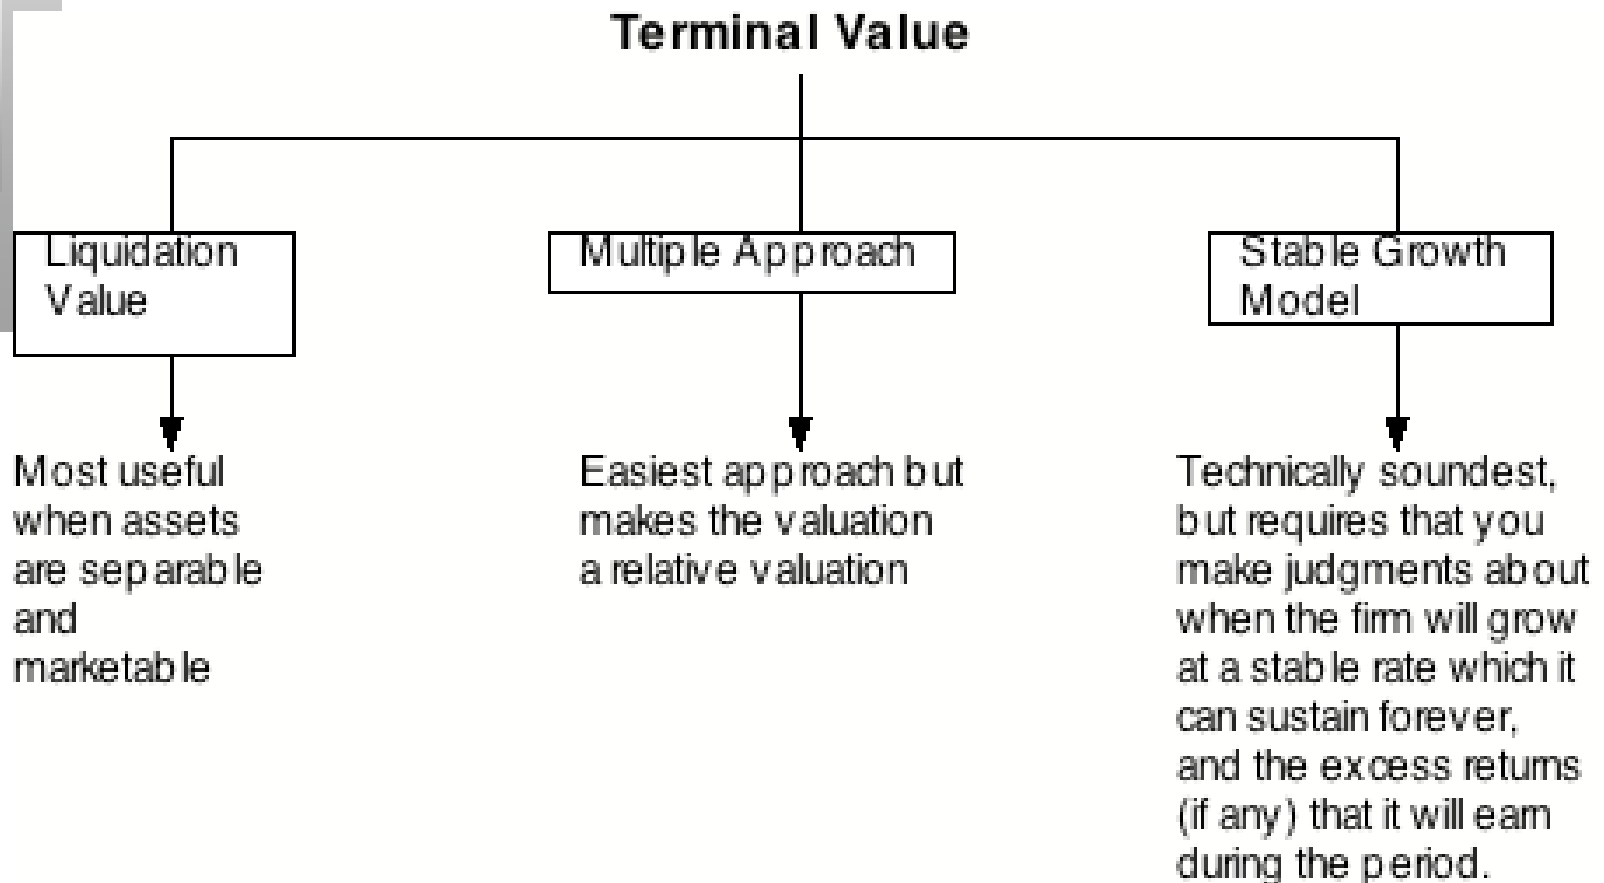 Terminal Value
Liquidation
Value
Multiple Approach
Stable Growth
Model
Most useful
when assets
are separable
and
marketable
Easiest approach but
makes the valuation
a relative valuation
Technically soundest,
but requires that you
make judgments about
when the firm will grow
at a stable rate which it
can sustain forever,
and the excess returns
(if any) that it will earn
during the period.